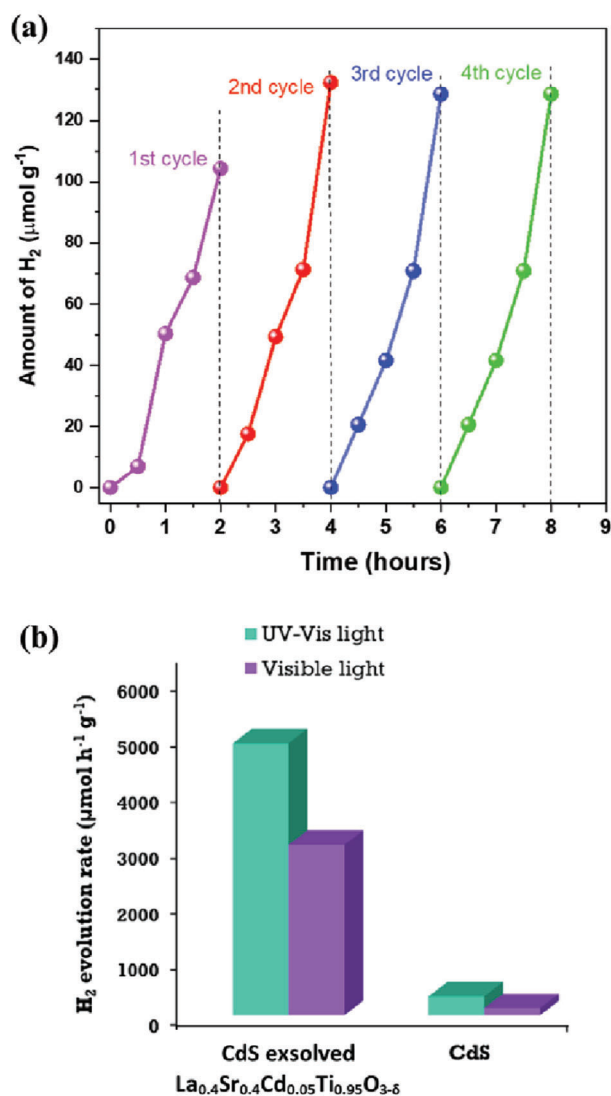 (a)
Amount of H₂ (μmol g⁻¹)
140
120
100
80
60
40
20
0
1st cycle
2nd cycle
3rd cycle
4th cycle
0 1 2 3 4 5 6 7 8 9
Time (hours)
(b)
UV-Vis light
Visible light
H₂ evolution rate (μmol h⁻¹ g⁻¹)
6000
5000
4000
3000
2000
1000
0
CdS exsolved CdS
La₀.₄Sr₀.₄Cd₀.₀₅Ti₀.₉₅O₃₋δ